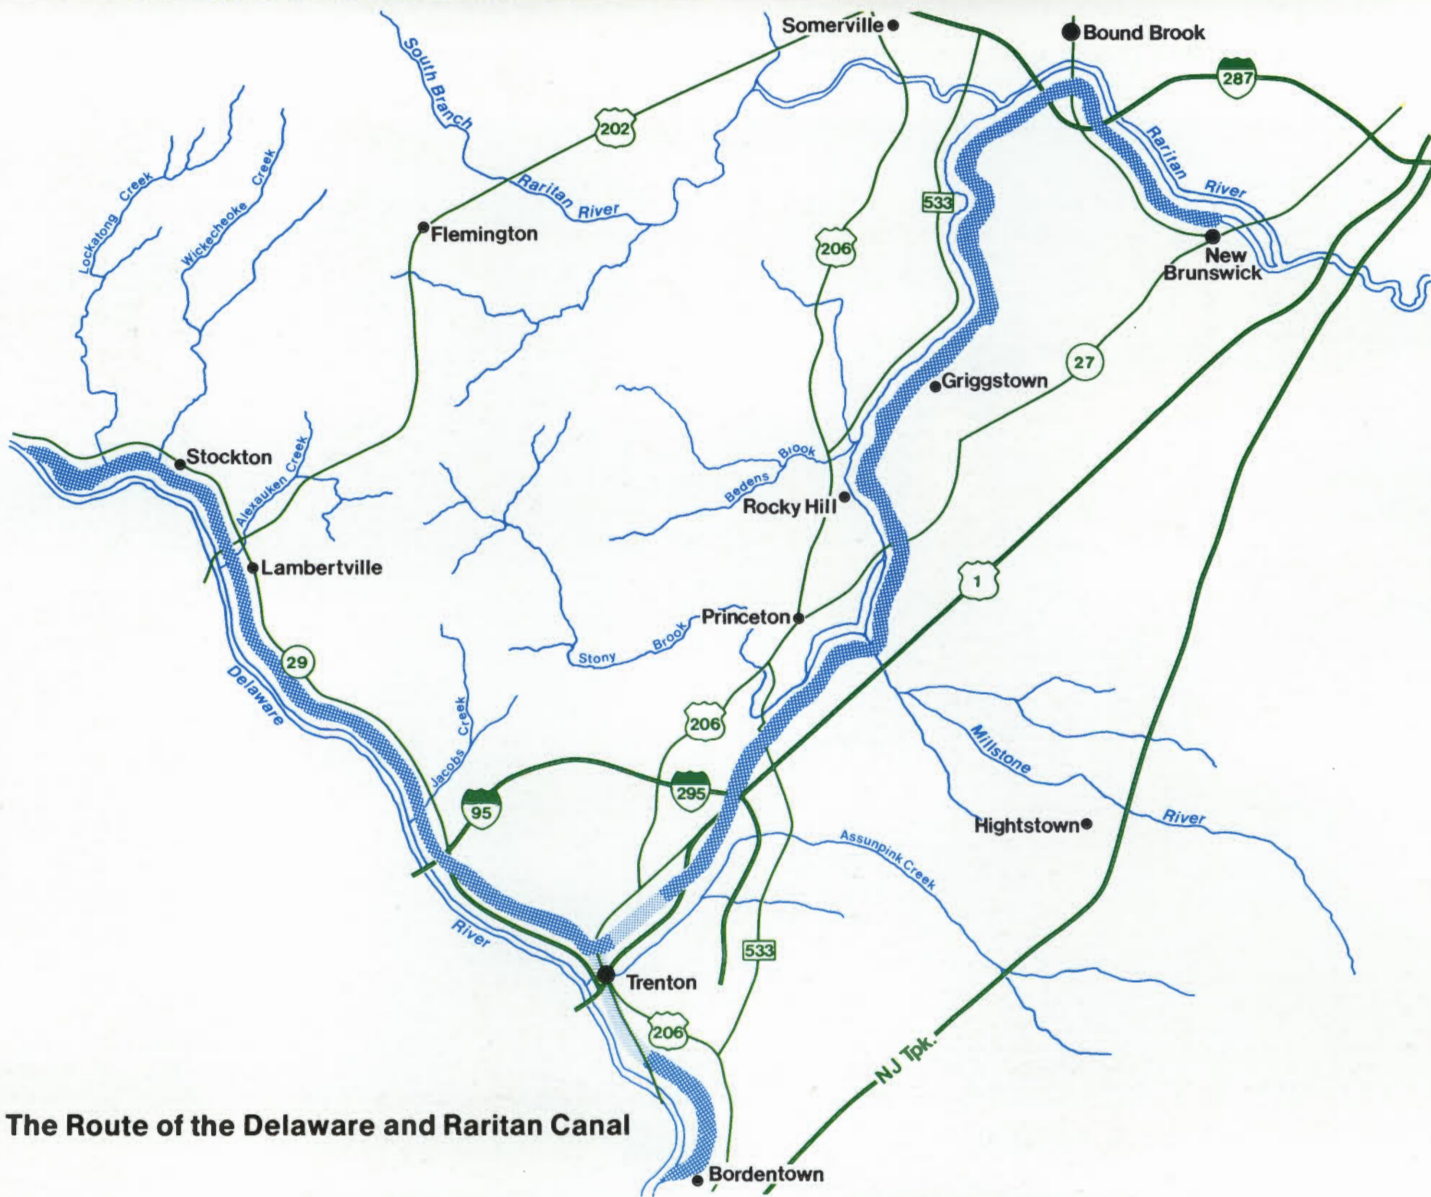 Somerville
Bound Brook
287
South Branch
202
Raritan River
Raritan
River
Lockatong Creek
Wickecheoke Creek
Flemington
533
206
New
Brunswick
27
Griggstown
Stockton
Alexauken Creek
Bedens Brook
Rocky Hill
Lambertville
1
Princeton
Stony Brook
29
Delaware
206
Jacobs Creek
Millstone
295
95
Hightstown
River
Assunpink Creek
River
533
Trenton
206
NJ Tpk.
The Route of the Delaware and Raritan Canal
Bordentown